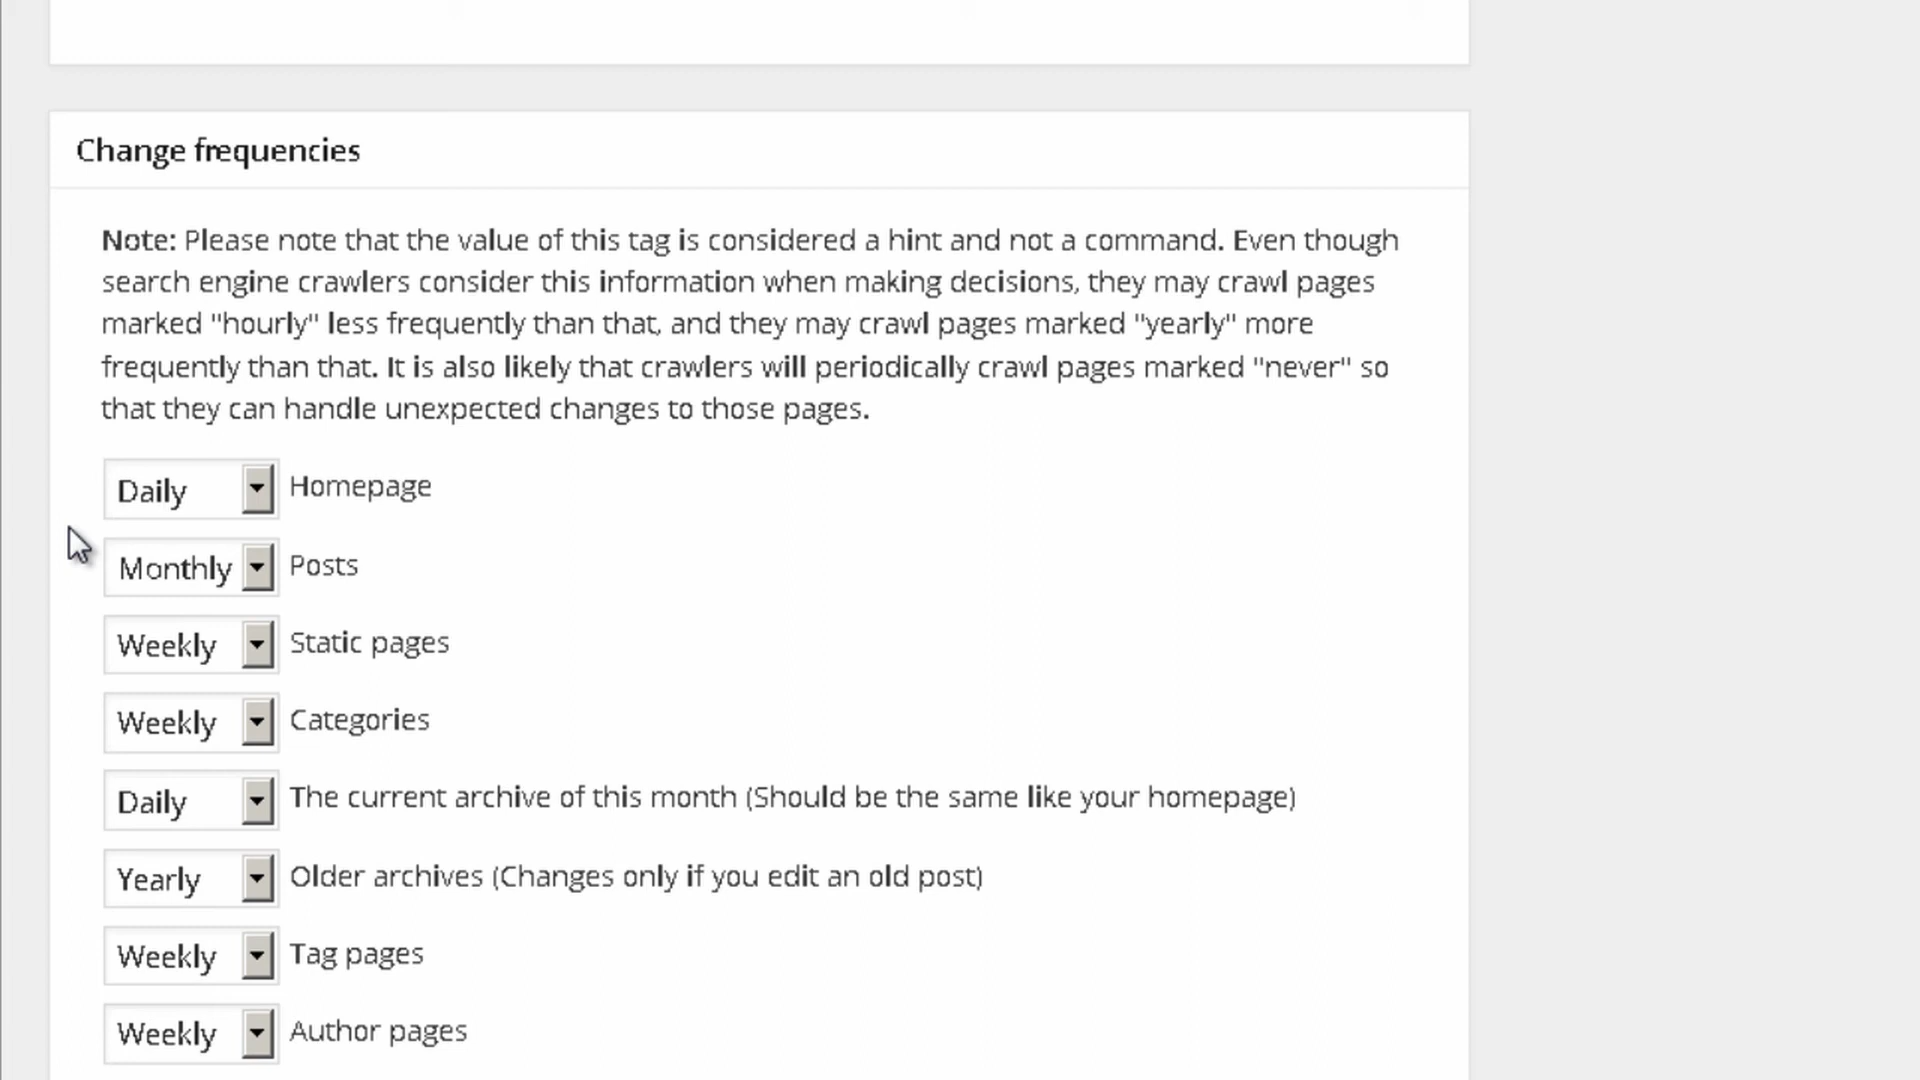 Change frequencies
Note: Please note that the value of this tag is considered a hint and not a command. Even though
search engine crawlers consider this information when making decisions, they may crawl pages
marked "hourly" less frequently than that, and they may crawl pages marked "yearly" more
frequently than that. It is also likely that crawlers will periodically crawl pages marked "never" so
that they can handle unexpected changes to those pages.
Daily Homepage
Monthly Posts
Weekly Static pages
Weekly Categories
Daily The current archive of this month (Should be the same like your homepage)
Yearly Older archives (Changes only if you edit an old post)
Weekly Tag pages
Weekly Author pages